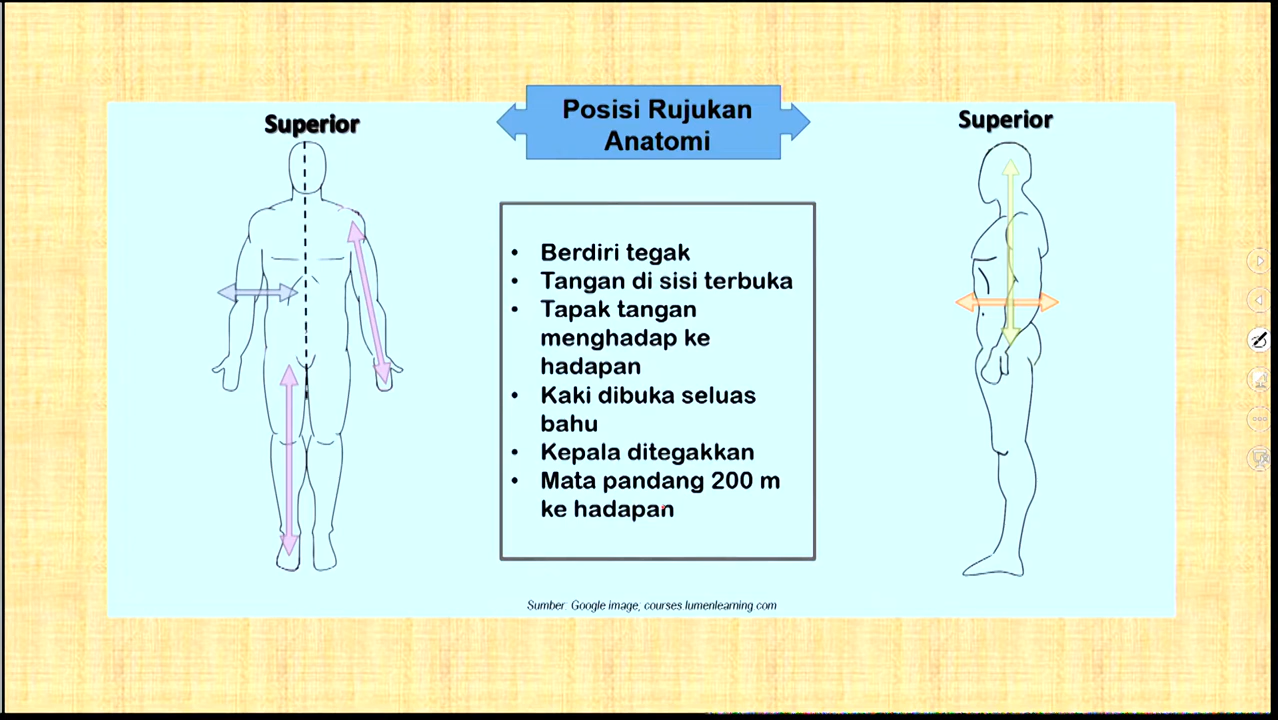 Posisi Rujukan
Anatomi
Superior
Superior
• Berdiri tegak
• Tangan di sisi terbuka
• Tapak tangan
menghadap ke
hadapan
• Kaki dibuka seluas
bahu
• Kepala ditegakkan
• Mata pandang 200 m
ke hadapan
Sumber Google image, courses lumenlearning com